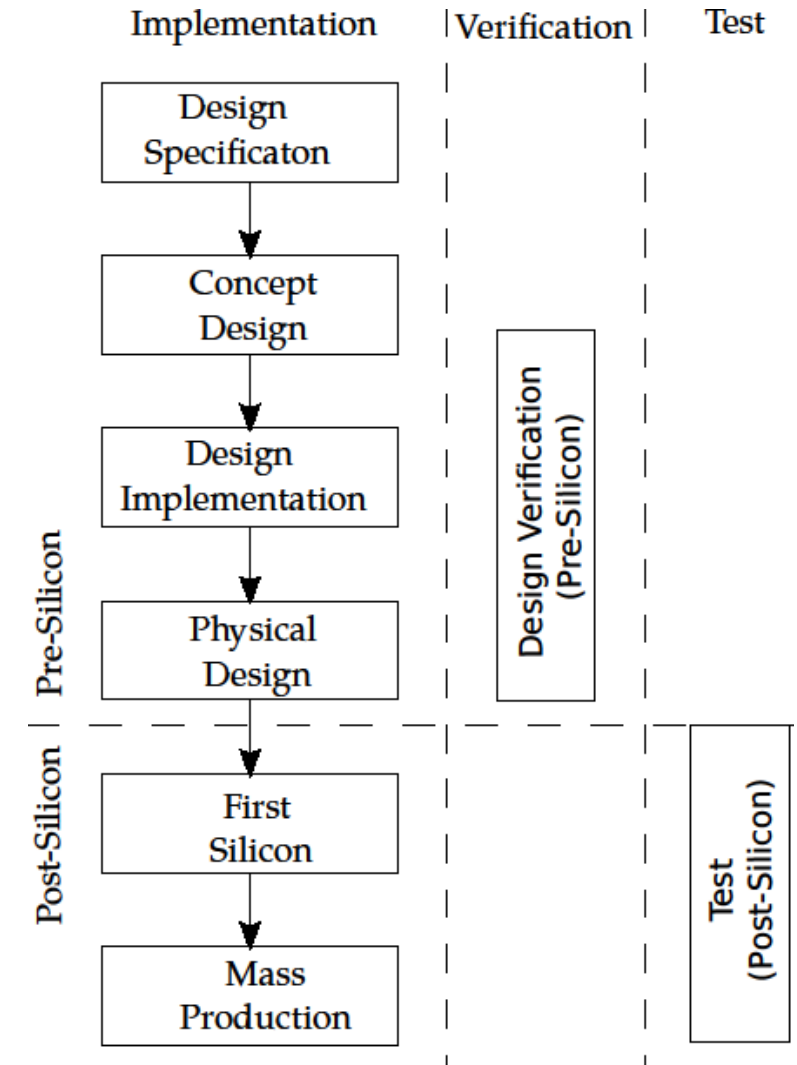 Implementation
Verification
Test
Design
Specificaton
Concept
Design
Design
Implementation
Physical
Design
First
Silicon
Mass
Production
Pre-Silicon
Post-Silicon
Design Verification
(Pre-Silicon)
Test
(Post-Silicon)